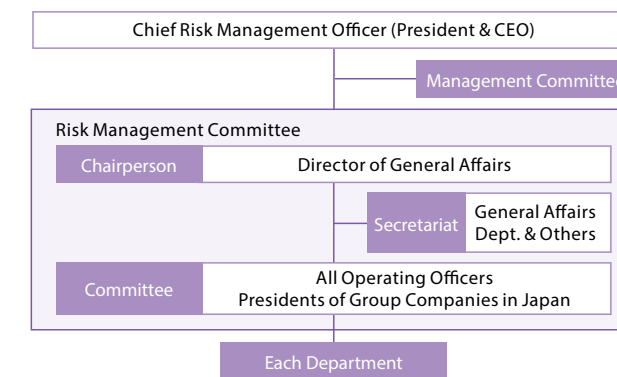 Chief Risk Management Officer (President & CEO)
Management Committee
Risk Management Committee
Chairperson
Director of General Affairs
Secretariat
General Affairs
Dept. & Others
Committee
All Operating Officers
Presidents of Group Companies in Japan
Each Department